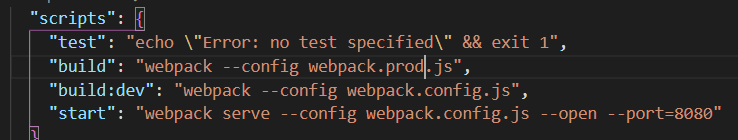 "scripts": {
"test": "echo \"Error: no test specified\" && exit 1",
"build": "webpack --config webpack.prod.js",
"build:dev": "webpack --config webpack.config.js",
"start": "webpack serve --config webpack.config.js --open --port=8080"
}